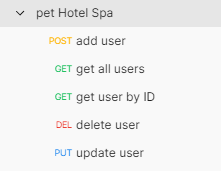 pet Hotel Spa
POST add user
GET get all users
GET get user by ID
DEL delete user
PUT update user